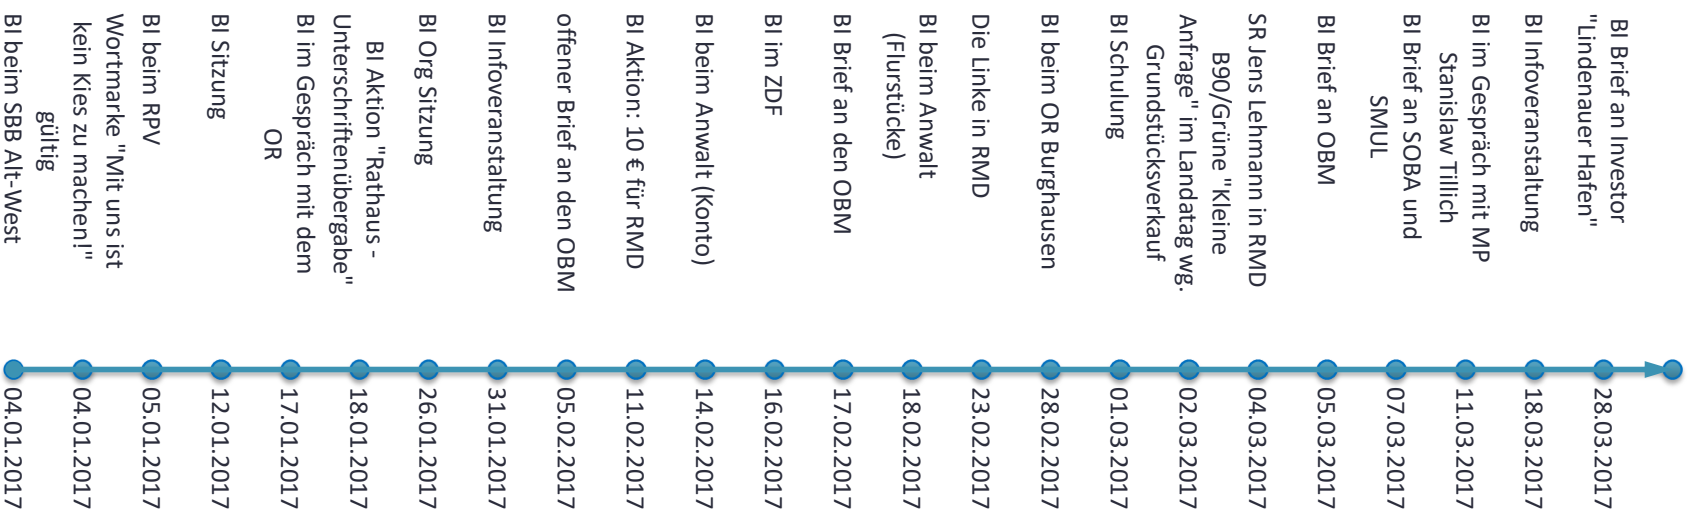 BI Brief an Investor
"Lindenauer Hafen"
28.03.2017
BI Infoveranstaltung
18.03.2017
BI im Gespräch mit MP
Stanislaw Tillich
11.03.2017
BI Brief an SOBA und
SMUL
07.03.2017
BI Brief an OBM
05.03.2017
SR Jens Lehmann in RMD
04.03.2017
B90/Grüne "Kleine
Anfrage" im Landataag wg.
Grundstücksverkauf
02.03.2017
BI Schulung
01.03.2017
BI beim OR Burghausen
28.02.2017
Die Linke in RMD
23.02.2017
BI beim Anwalt
(Flurstücke)
18.02.2017
BI Brief an den OBM
17.02.2017
BI im ZDF
16.02.2017
BI beim Anwalt (Konto)
14.02.2017
BI Aktion: 10 € für RMD
11.02.2017
offener Brief an den OBM
05.02.2017
BI Infoveranstaltung
31.01.2017
BI Org Sitzung
26.01.2017
BI Aktion "Rathaus -
Unterschriftenübergabe"
18.01.2017
BI im Gespräch mit dem
OR
17.01.2017
BI Sitzung
12.01.2017
BI beim RPV
05.01.2017
Wortmarke "Mit uns ist
kein Kies zu machen!"
gültig
04.01.2017
BI beim SBB Alt-West
04.01.2017